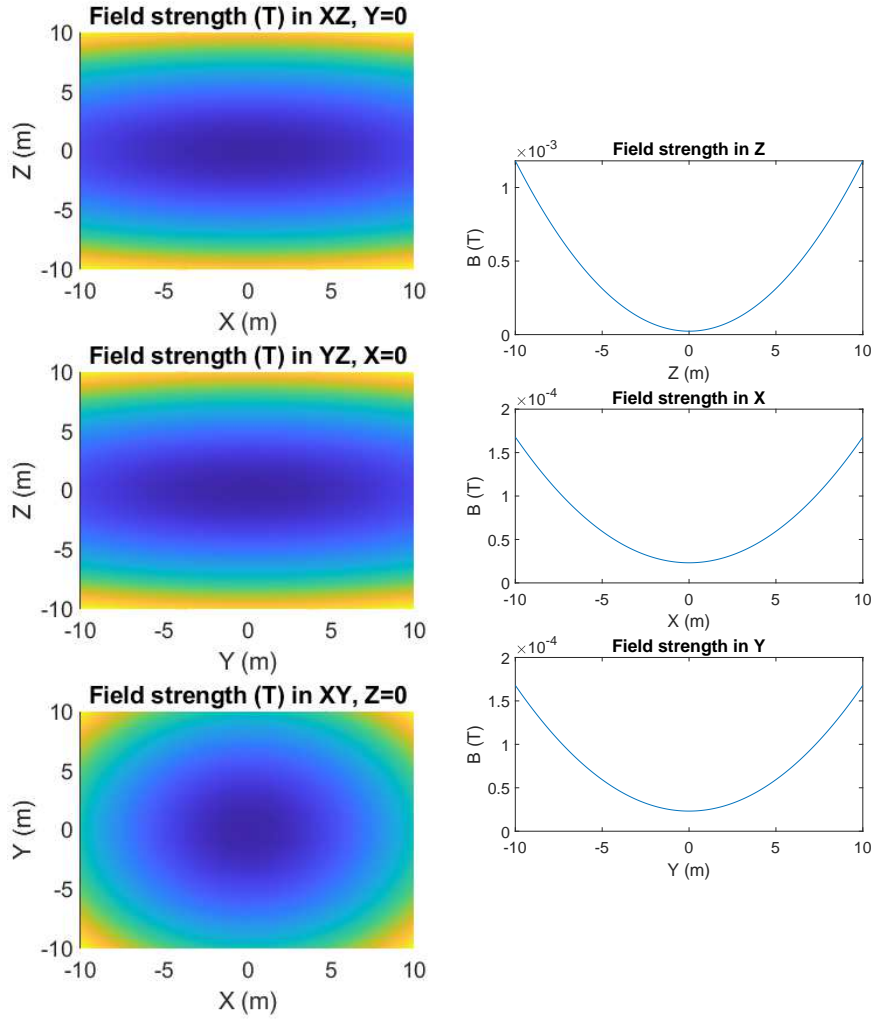 Field strength (T) in XZ, Y=0
10
5
0
-5
-10
Z (m)
-10 -5 0 5 10
X (m)
Field strength (T) in YZ, X=0
10
5
0
-5
-10
Z (m)
-10 -5 0 5 10
Y (m)
Field strength (T) in XY, Z=0
10
5
0
-5
-10
Y (m)
-10 -5 0 5 10
X (m)
×10⁻³
Field strength in Z
1
0.5
0
B (T)
-10 -5 0 5 10
Z (m)
×10⁻⁴
Field strength in X
2
1.5
1
0.5
0
B (T)
-10 -5 0 5 10
X (m)
×10⁻⁴
Field strength in Y
2
1.5
1
0.5
0
B (T)
-10 -5 0 5 10
Y (m)